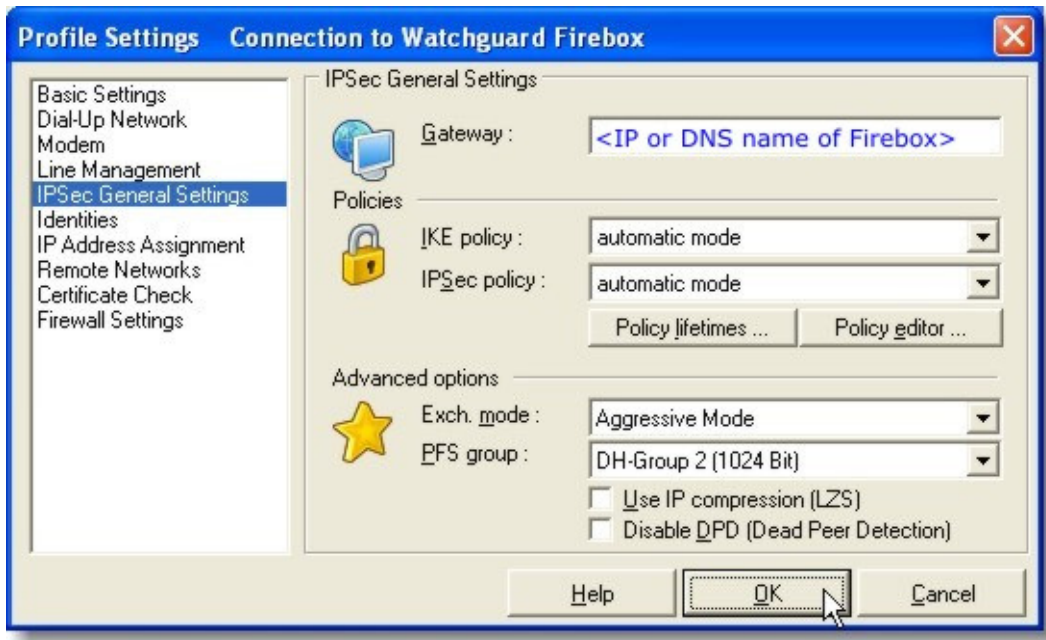 Profile Settings Connection to Watchguard Firebox
Basic Settings
Dial-Up Network
Modem
Line Management
IPSec General Settings
Identities
IP Address Assignment
Remote Networks
Certificate Check
Firewall Settings
IPSec General Settings
Gateway : <IP or DNS name of Firebox>
Policies
IKE policy : automatic mode
IPSec policy : automatic mode
Policy lifetimes ... Policy editor ...
Advanced options
Exch. mode : Aggressive Mode
PFS group : DH-Group 2 (1024 Bit)
Use IP compression (LZS)
Disable DPD (Dead Peer Detection)
Help OK Cancel